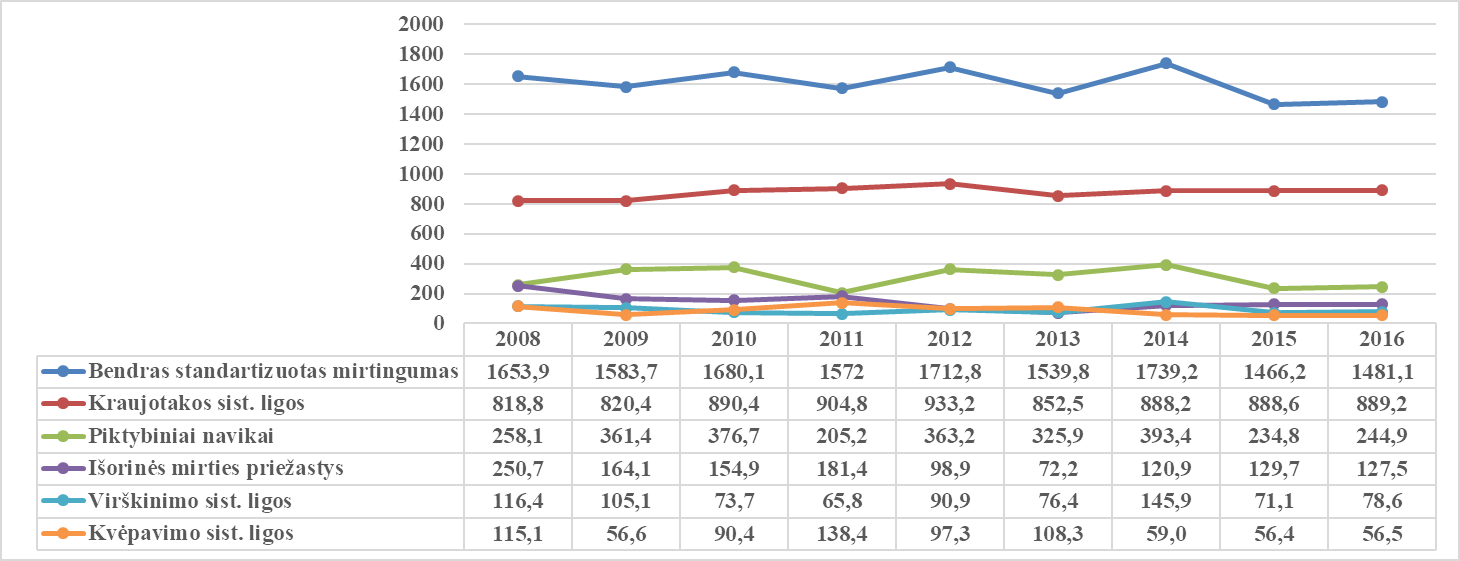 2000
1800
1600
1400
1200
1000
800
600
400
200
0
2008 2009 2010 2011 2012 2013 2014 2015 2016
Bendras standartizuotas mirtingumas 1653,9 1583,7 1680,1 1572 1712,8 1539,8 1739,2 1466,2 1481,1
Kraujotakos sist. ligos 818,8 820,4 890,4 904,8 933,2 852,5 888,2 888,6 889,2
Piktybiniai navikai 258,1 361,4 376,7 205,2 363,2 325,9 393,4 234,8 244,9
Išorinės mirties priežastys 250,7 164,1 154,9 181,4 98,9 72,2 120,9 129,7 127,5
Virškinimo sist. ligos 116,4 105,1 73,7 65,8 90,9 76,4 145,9 71,1 78,6
Kvėpavimo sist. ligos 115,1 56,6 90,4 138,4 97,3 108,3 59,0 56,4 56,5